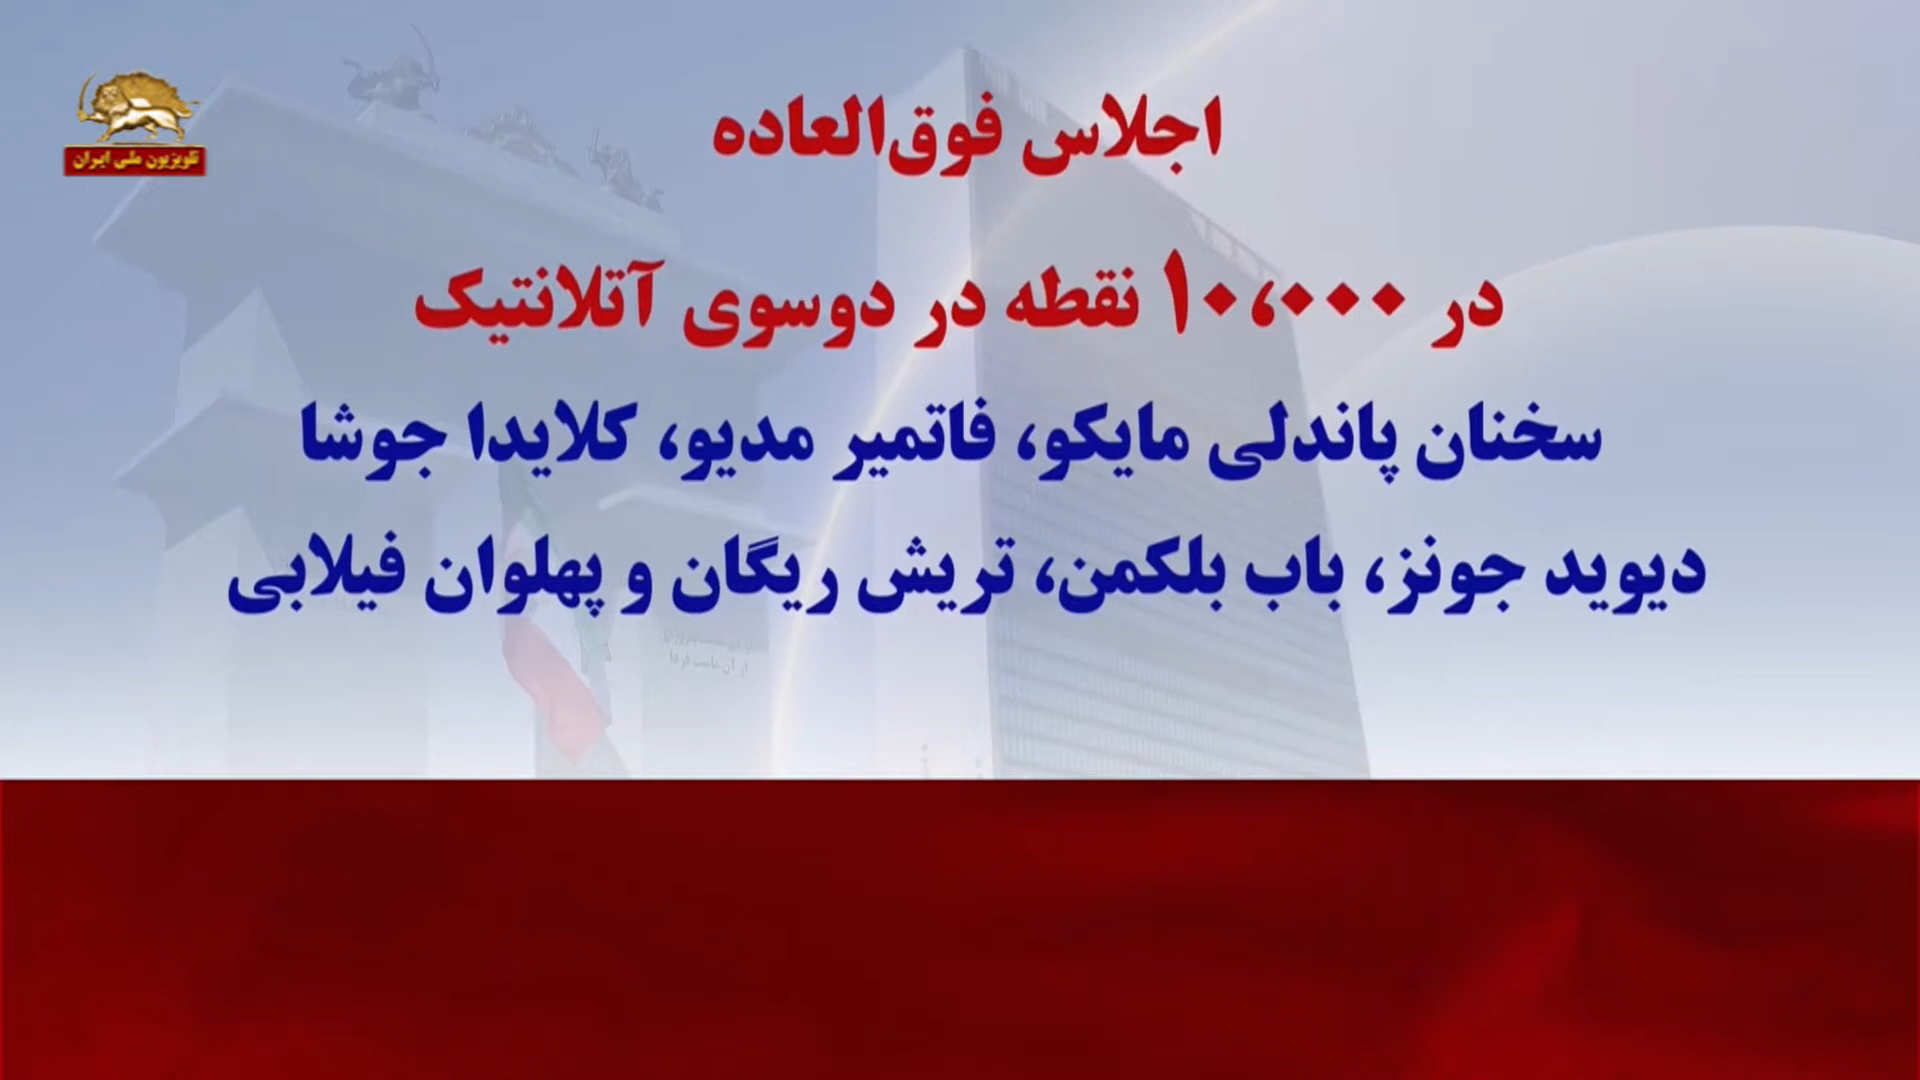 تلویزیون ملی ایران
اجلاس فوق‌العاده
در ۱۰،۰۰۰ نقطه در دوسوی آتلانتیک
سخنان پاندلی مایکو، فاتمیر مدیو، کلایدا جوشا
دیوید جونز، باب بلکمن، تریش ریگان و پهلوان فیلابی